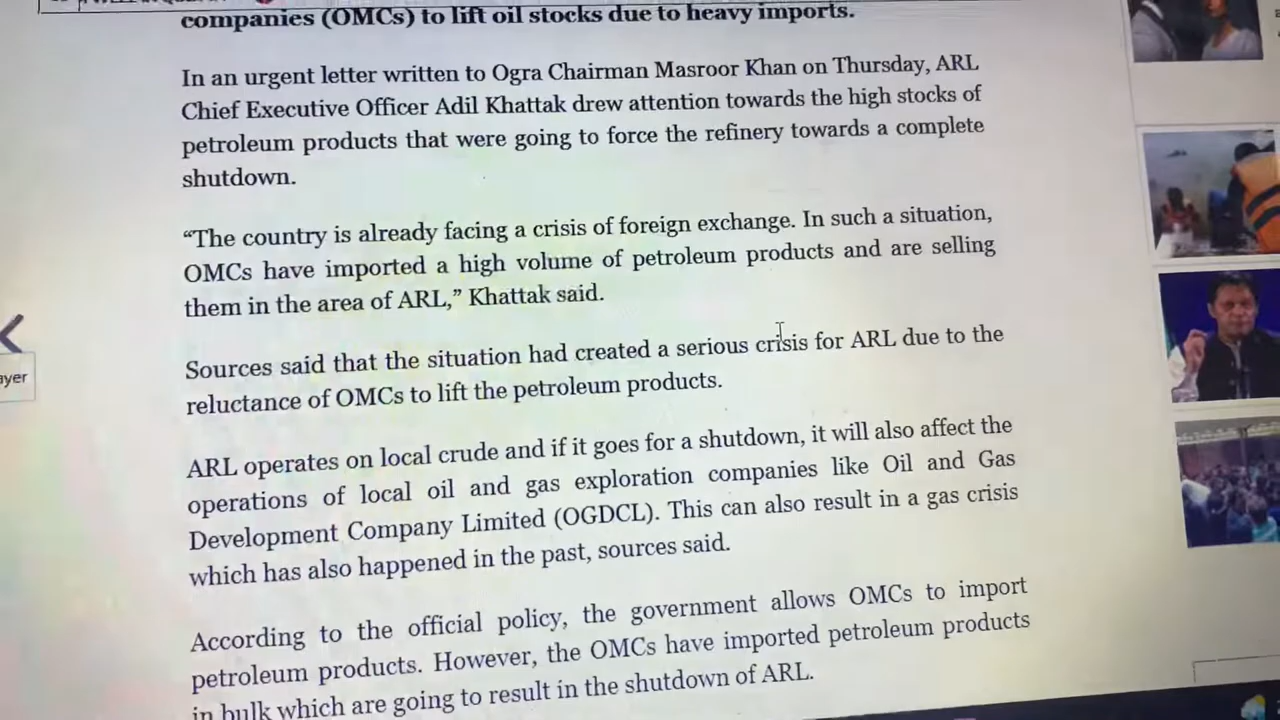 companies (OMCs) to lift oil stocks due to heavy imports.
In an urgent letter written to Ogra Chairman Masroor Khan on Thursday, ARL
Chief Executive Officer Adil Khattak drew attention towards the high stocks of
petroleum products that were going to force the refinery towards a complete
shutdown.
“The country is already facing a crisis of foreign exchange. In such a situation,
OMCs have imported a high volume of petroleum products and are selling
them in the area of ARL,” Khattak said.
Sources said that the situation had created a serious crisis for ARL due to the
reluctance of OMCs to lift the petroleum products.
ayer
ARL operates on local crude and if it goes for a shutdown, it will also affect the
operations of local oil and gas exploration companies like Oil and Gas
Development Company Limited (OGDCL). This can also result in a gas crisis
which has also happened in the past, sources said.
According to the official policy, the government allows OMCs to import
petroleum products. However, the OMCs have imported petroleum products
in bulk which are going to result in the shutdown of ARL.